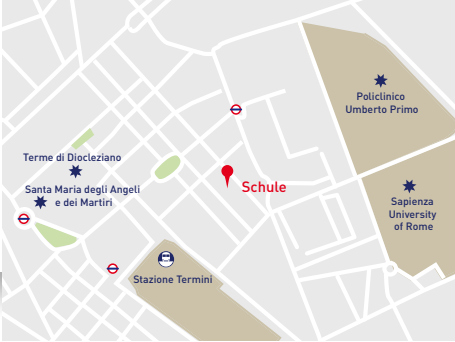 Policlinico
Umberto Primo
Terme di Diocleziano
Santa Maria degli Angeli
e dei Martiri
Schule
Sapienza
University
of Rome
Stazione Termini